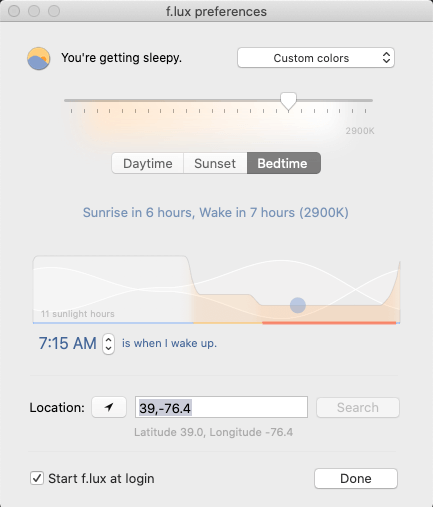 f.lux preferences
You're getting sleepy.
Custom colors
2900K
Daytime
Sunset
Bedtime
Sunrise in 6 hours, Wake in 7 hours (2900K)
11 sunlight hours
7:15 AM
is when I wake up.
Location:
39,-76.4
Search
Latitude 39.0, Longitude -76.4
Start f.lux at login
Done